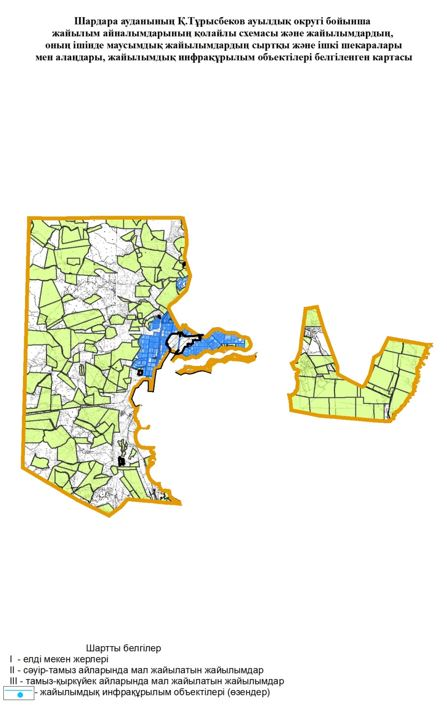 Шардара ауданының Қ.Тұрысбеков ауылдық округі бойынша
жайылым айналымдарының қолайлы схемасы және жайылымдардың,
оның ішінде маусымдық жайылымдардың сыртқы және ішкі шекаралары
мен алаңдары, жайылымдық инфрақұрылым объектілері белгіленген картасы
Шартты белгілер
I - елді мекен жерлері
II - сәуір-тамыз айларында мал жайылатын жайылымдар
III - тамыз-қыркүйек айларында мал жайылатын жайылымдар
- жайылымдық инфрақұрылым объектілері (өзендер)